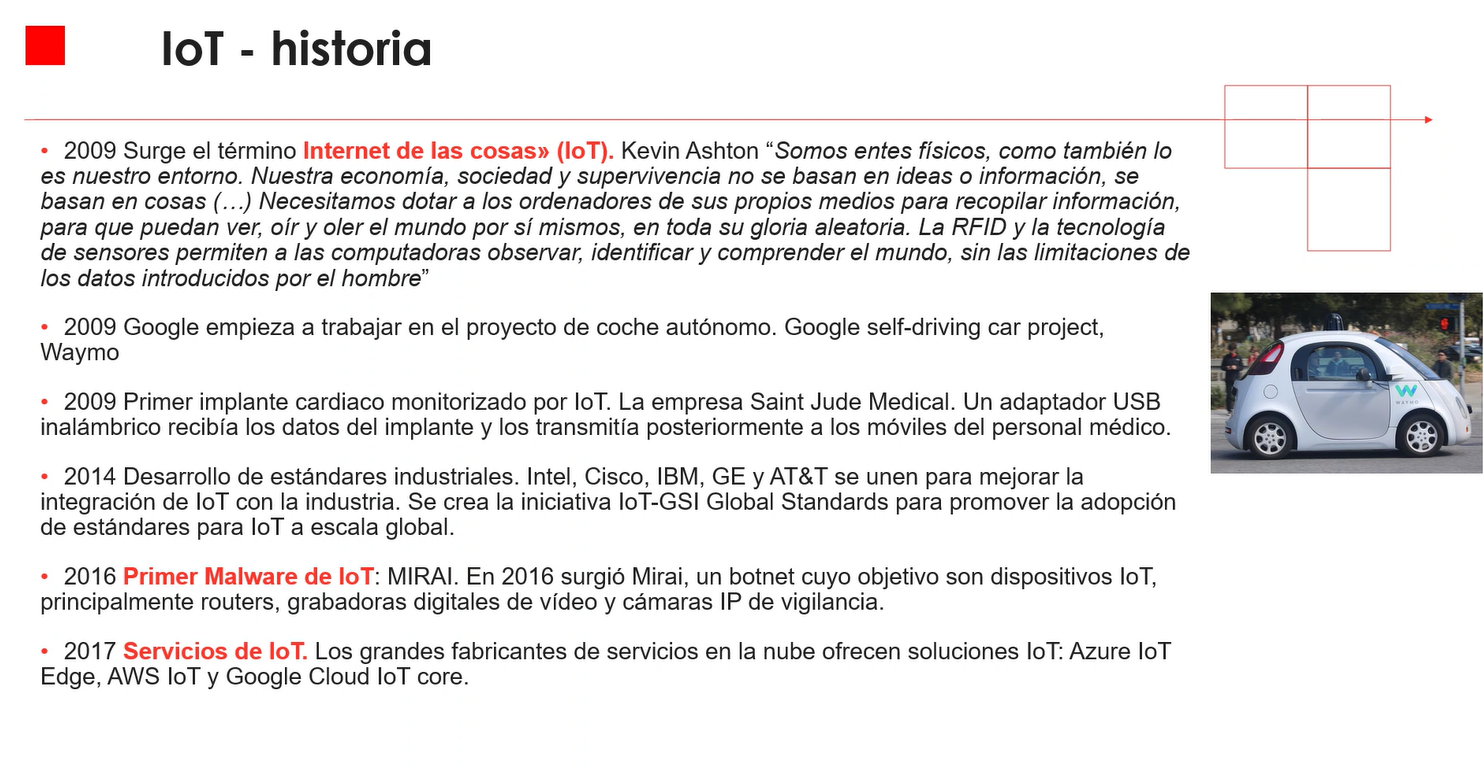 IoT - historia
• 2009 Surge el término Internet de las cosas» (IoT). Kevin Ashton “Somos entes físicos, como también lo
es nuestro entorno. Nuestra economía, sociedad y supervivencia no se basan en ideas o información, se
basan en cosas (…) Necesitamos dotar a los ordenadores de sus propios medios para recopilar información,
para que puedan ver, oír y oler el mundo por sí mismos, en toda su gloria aleatoria. La RFID y la tecnología
de sensores permiten a las computadoras observar, identificar y comprender el mundo, sin las limitaciones de
los datos introducidos por el hombre”
• 2009 Google empieza a trabajar en el proyecto de coche autónomo. Google self-driving car project,
Waymo
• 2009 Primer implante cardiaco monitorizado por IoT. La empresa Saint Jude Medical. Un adaptador USB
inalámbrico recibía los datos del implante y los transmitía posteriormente a los móviles del personal médico.
• 2014 Desarrollo de estándares industriales. Intel, Cisco, IBM, GE y AT&T se unen para mejorar la
integración de IoT con la industria. Se crea la iniciativa IoT-GSI Global Standards para promover la adopción
de estándares para IoT a escala global.
• 2016 Primer Malware de IoT: MIRAI. En 2016 surgió Mirai, un botnet cuyo objetivo son dispositivos IoT,
principalmente routers, grabadoras digitales de vídeo y cámaras IP de vigilancia.
• 2017 Servicios de IoT. Los grandes fabricantes de servicios en la nube ofrecen soluciones IoT: Azure IoT
Edge, AWS IoT y Google Cloud IoT core.
WAYMO